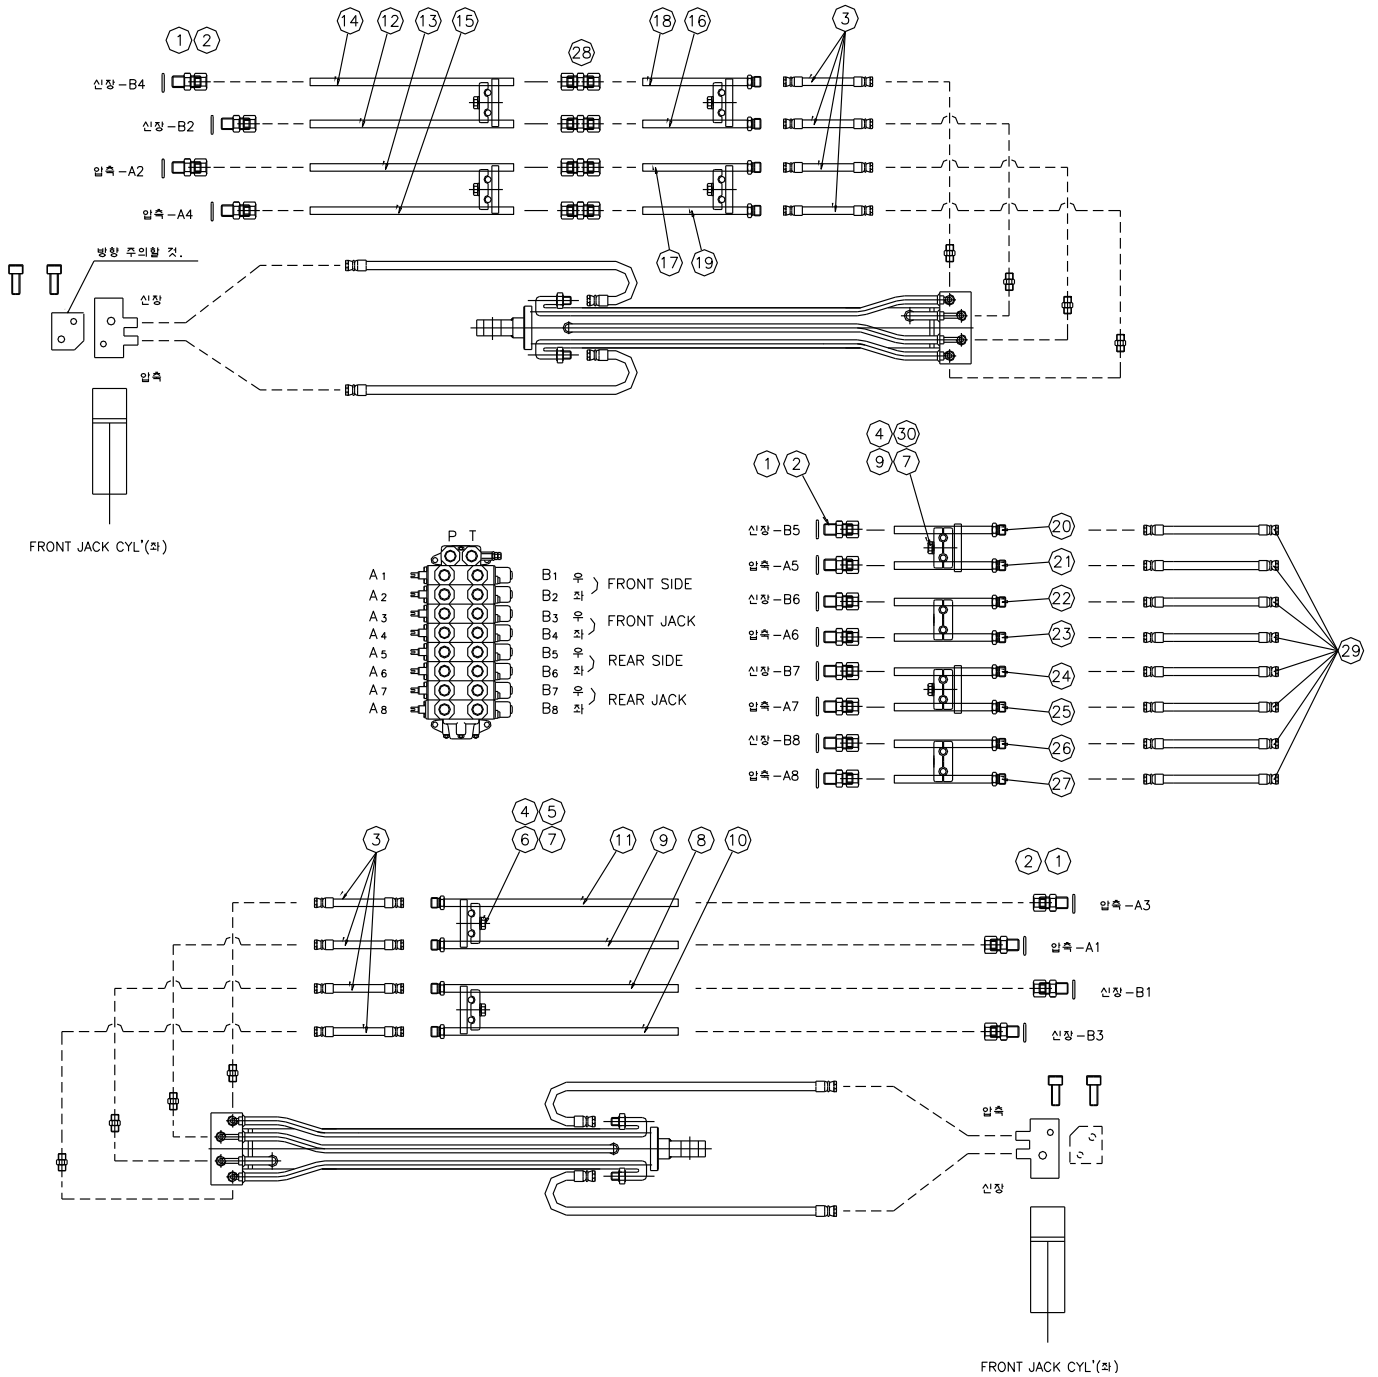 14 12 13 15 18 16 3
1 2
28
신장-B4
신장-B2
압축-A2
압축-A4
17 19
방향 주의할 것.
신장
압축
FRONT JACK CYL'(좌)
4 30
9 7
1 2
신장-B5 20
압축-A5 21
신장-B6 22
압축-A6 23
신장-B7 24
압축-A7 25
신장-B8 26
압축-A8 27
29
P T
A1 B1 우
A2 B2 좌
FRONT SIDE
A3 B3 우
A4 B4 좌
FRONT JACK
A5 B5 우
A6 B6 좌
REAR SIDE
A7 B7 우
A8 B8 좌
REAR JACK
4 5
6 7
3 11 9 8 10
2 1
압축-A3
압축-A1
신장-B1
신장-B3
압축
신장
FRONT JACK CYL'(좌)